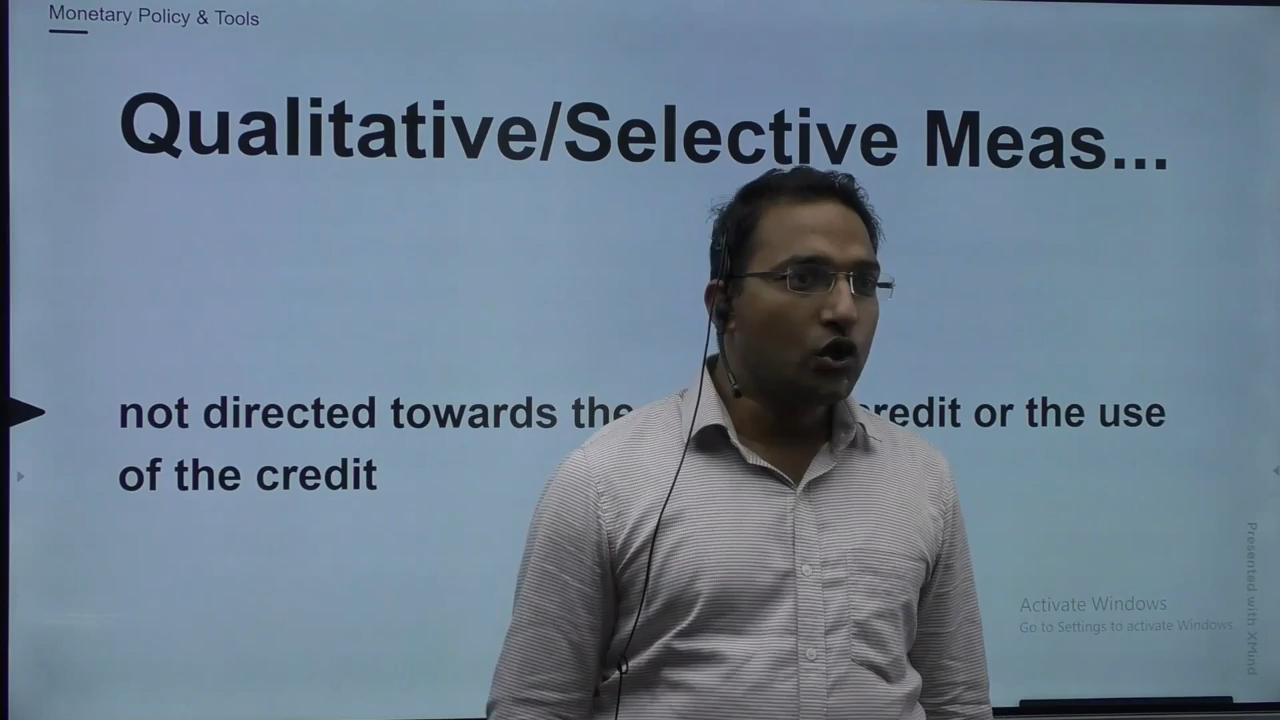 Monetary Policy & Tools
Qualitative/Selective Meas...
not directed towards the credit or the use
of the credit
Activate Windows
Go to Settings to activate Windows.
Presented with XMind